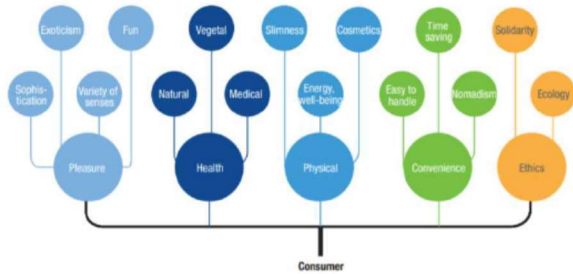 Exoticism
Fun
Vegetal
Slimness
Cosmetics
Time
saving
Solidarity
Sophis-
tication
Variety of
senses
Natural
Medical
Energy,
well-being
Easy to
handle
Nomadism
Ecology
Pleasure
Health
Physical
Convenience
Ethics
Consumer